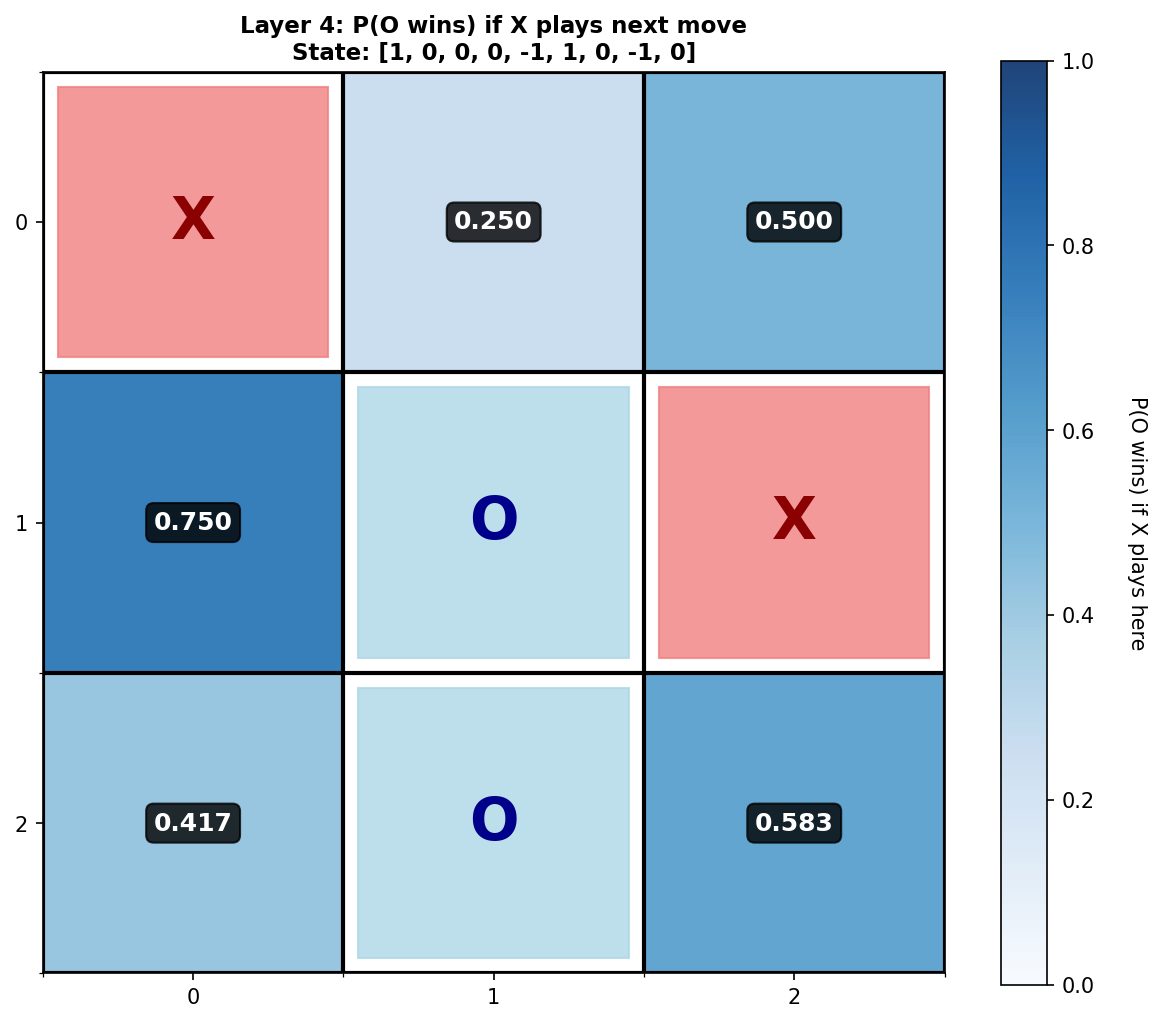 Layer 4: P(O wins) if X plays next move
State: [1, 0, 0, 0, -1, 1, 0, -1, 0]
0
X
0.250
0.500
1
0.750
O
X
2
0.417
O
0.583
0
1
2
1.0
0.8
0.6
0.4
0.2
0.0
P(O wins) if X plays here